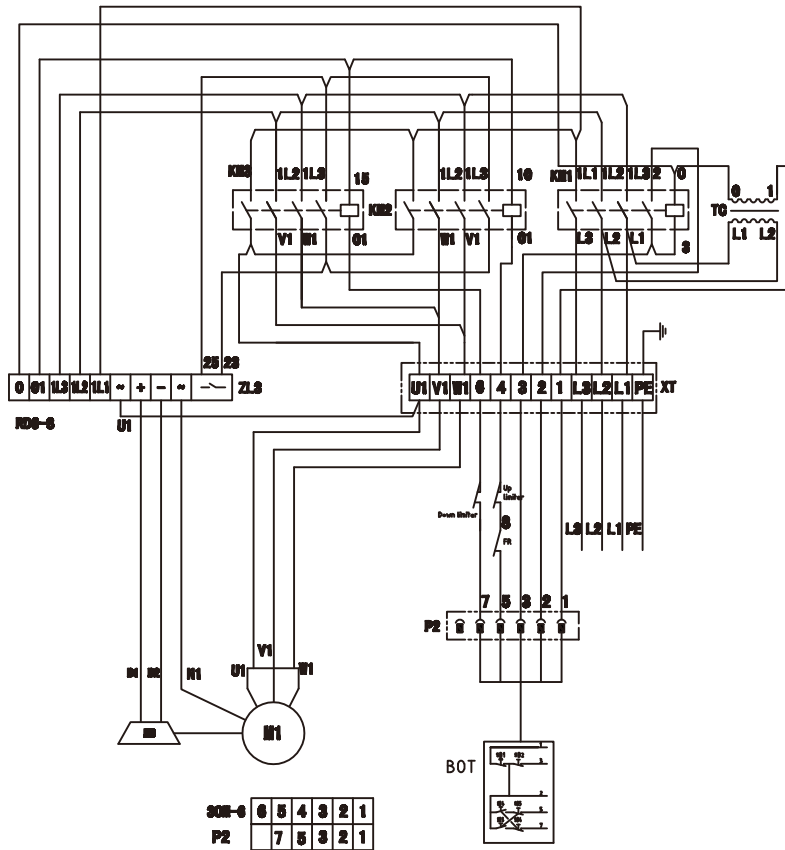 KM3 1L2 1L3 15
1L2 1L3 10
KM1 1L1 1L2 1L3 2 0
0 1
KM2
TC
V1 W1 01
W1 V1 01
L3 L2 L1 3
L1 L2
25 23
0 01 1L3 1L2 1L1 ~ + - ~ ZL3
U1 V1 W1 6 4 3 2 1 L3 L2 L1 PE XT
U1
Up
limiter
Down limiter
8
FR
L3 L2 L1 PE
7 5 3 2 1
P2
V1
U1 W1
N1
M1
BOT
6 5 4 3 2 1
P2 7 5 3 2 1